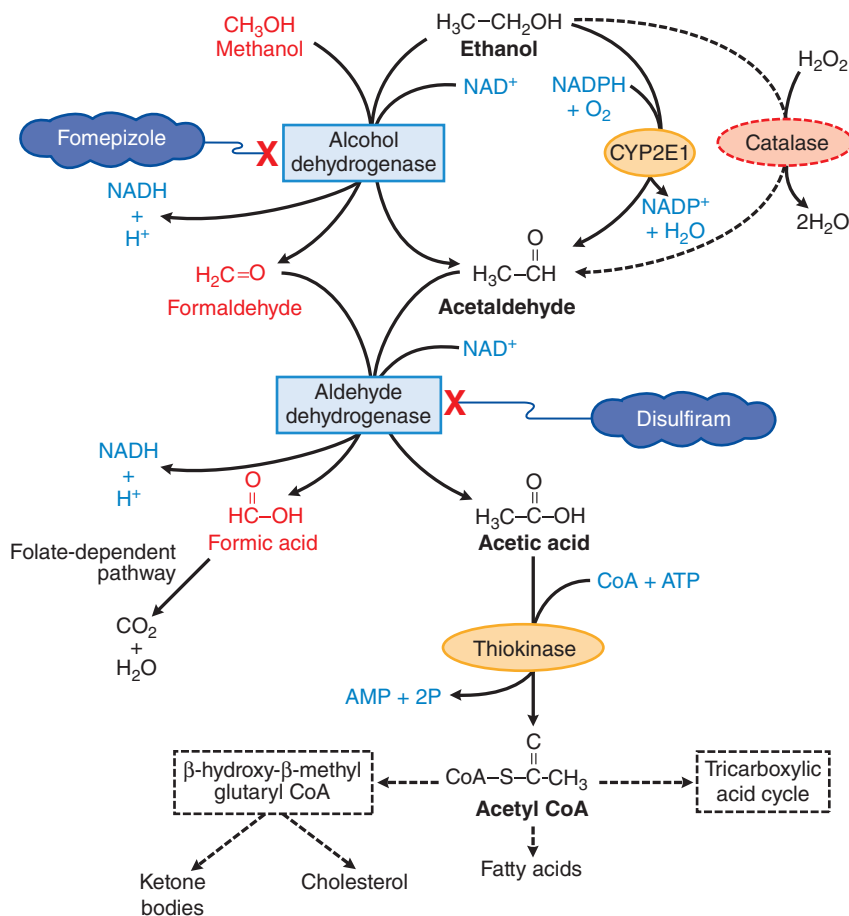 CH₃OH
Methanol
H₃C–CH₂OH
Ethanol
NAD⁺
NADPH
+ O₂
H₂O₂
Fomepizole
X
Alcohol
dehydrogenase
CYP2E1
Catalase
NADH
+
H⁺
NADP⁺
+ H₂O
2H₂O
H₂C=O
Formaldehyde
O
||
H₃C–CH
Acetaldehyde
NAD⁺
Aldehyde
dehydrogenase
X
Disulfiram
NADH
+
H⁺
O
||
HC–OH
Formic acid
O
||
H₃C–C–OH
Acetic acid
Folate-dependent
pathway
CO₂
+
H₂O
CoA + ATP
Thiokinase
AMP + 2P
β-hydroxy-β-methyl
glutaryl CoA
C
||
CoA–S–C–CH₃
Acetyl CoA
Tricarboxylic
acid cycle
Ketone
bodies
Cholesterol
Fatty acids